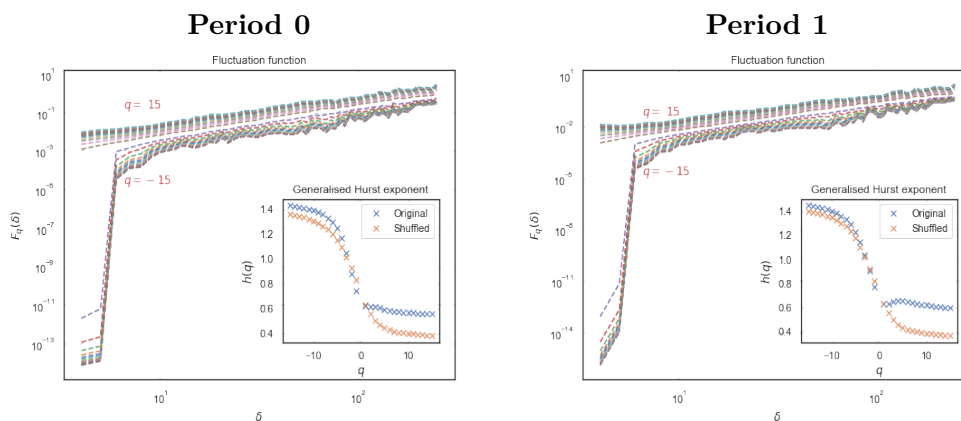 Period 0
Fluctuation function
10^1
10^-1
10^-3
10^-5
10^-7
10^-9
10^-11
10^-13
F_q(δ)
q = 15
q = −15
Generalised Hurst exponent
Original
Shuffled
1.4
1.2
1.0
0.8
0.6
0.4
h(q)
−10
0
10
q
10^1
10^2
δ
Period 1
Fluctuation function
10^1
10^-2
10^-5
10^-8
10^-11
10^-14
F_q(δ)
q = 15
q = −15
Generalised Hurst exponent
Original
Shuffled
1.4
1.2
1.0
0.8
0.6
0.4
h(q)
−10
0
10
q
10^1
10^2
δ